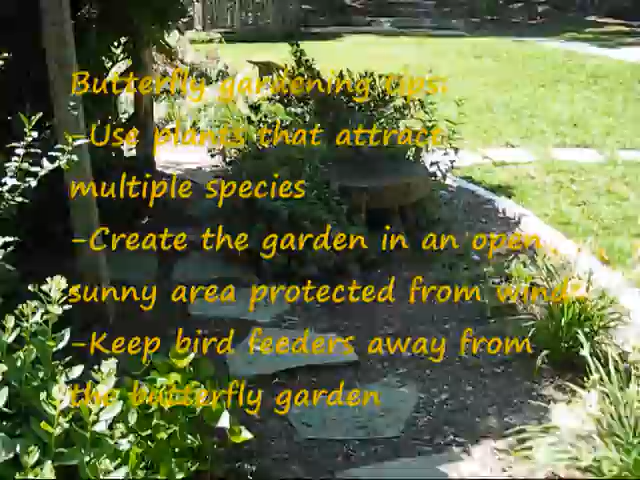 Butterfly gardening tips:
-Use plants that attract
multiple species
-Create the garden in an open,
sunny area protected from wind
-Keep bird feeders away from
the butterfly garden